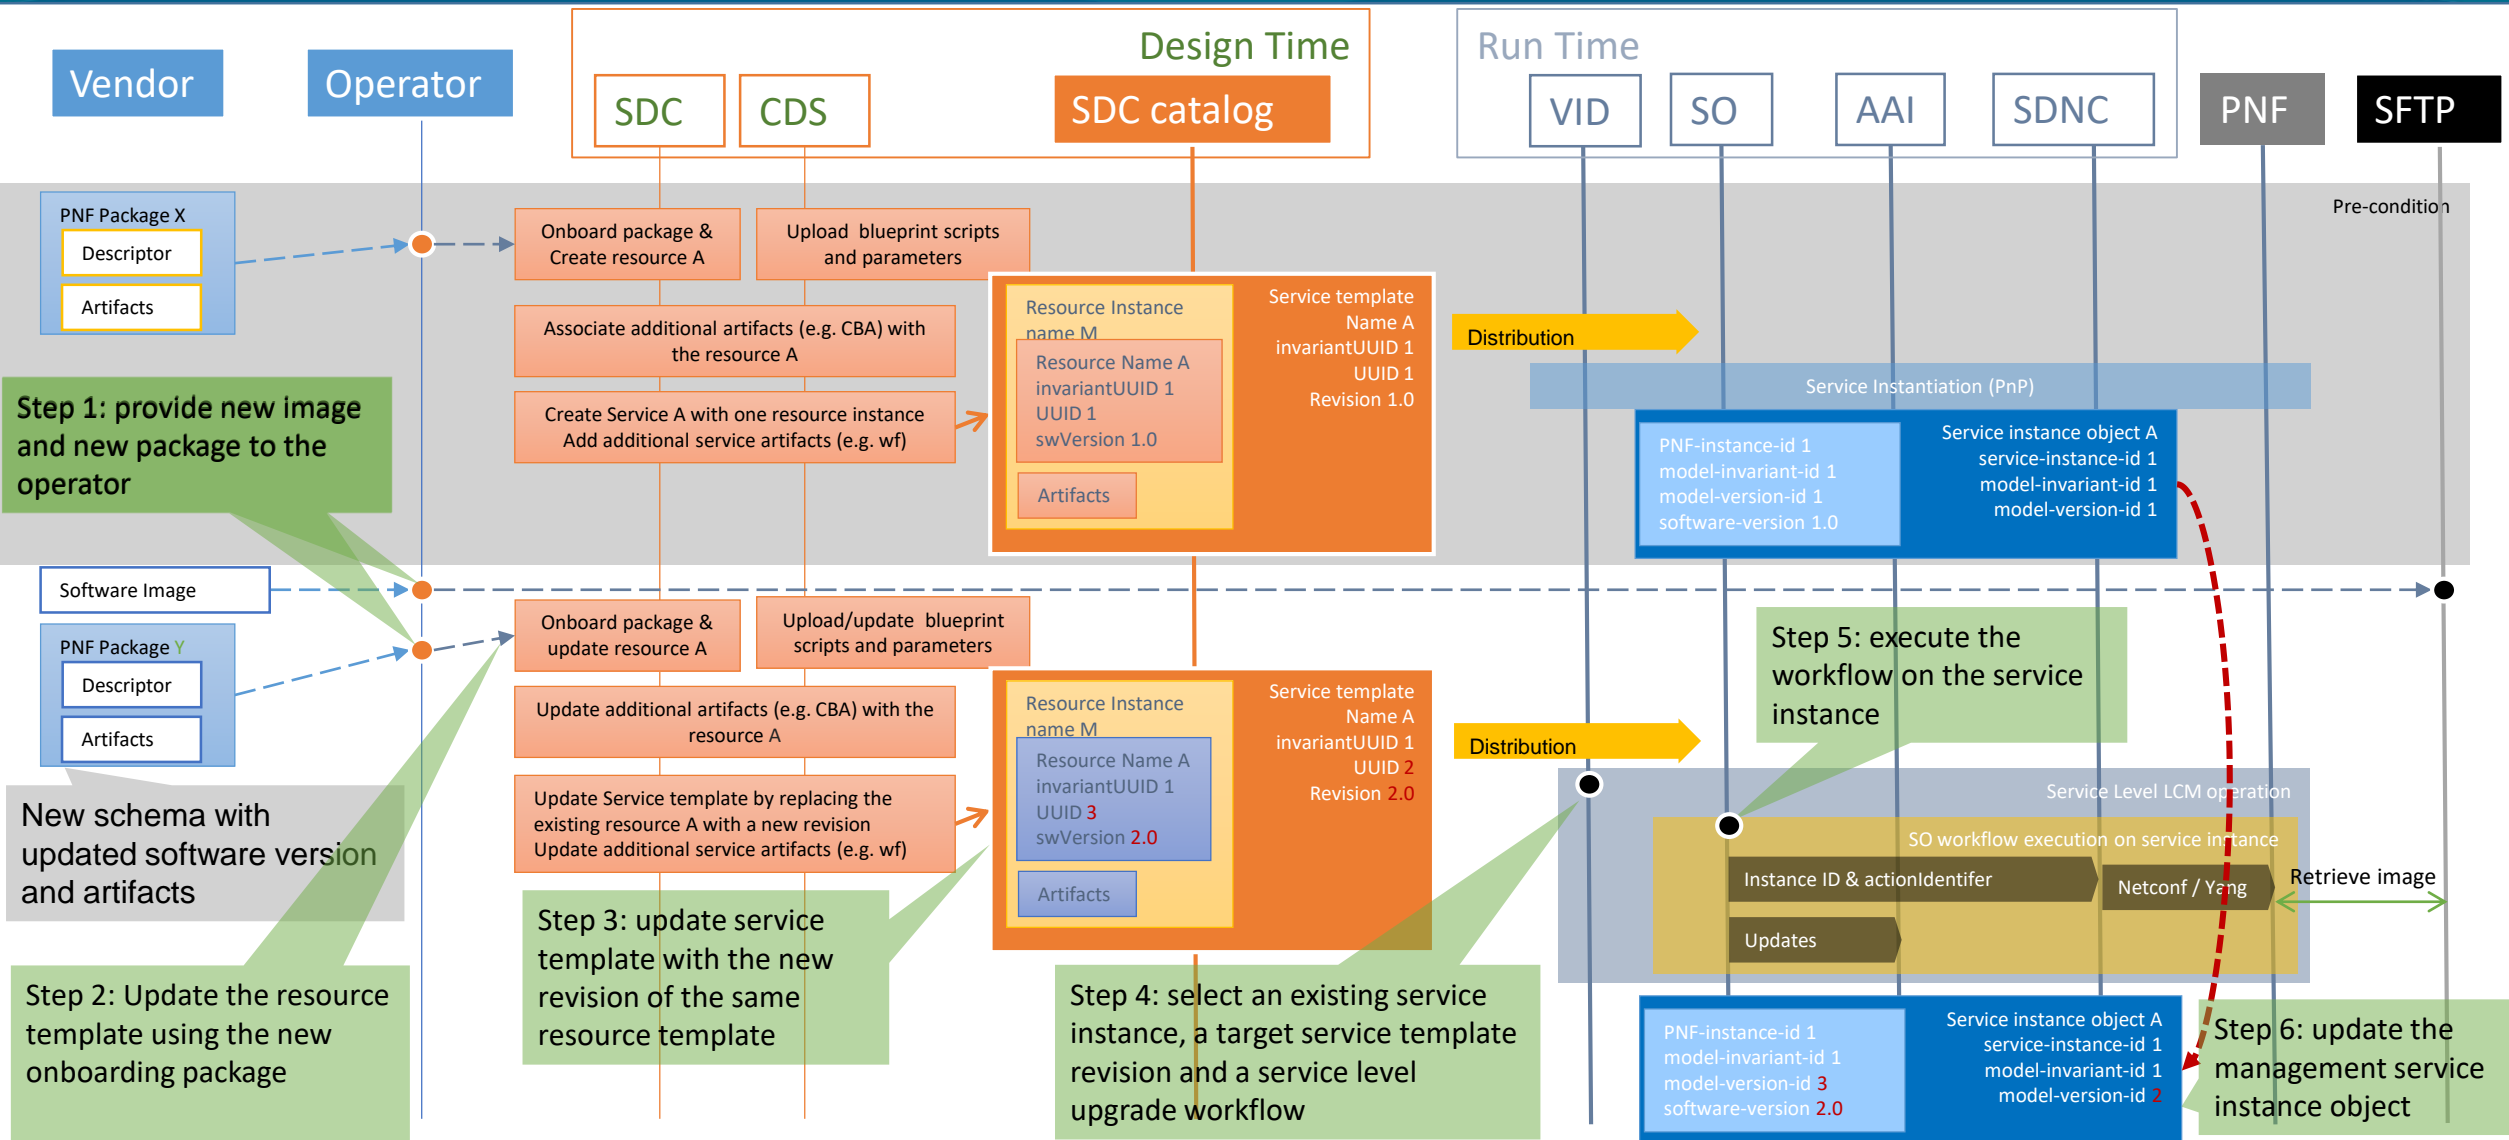 Design Time
Run Time
Vendor
Operator
SDC
CDS
SDC catalog
VID
SO
AAI
SDNC
PNF
SFTP
Pre-condition
PNF Package X
Descriptor
Artifacts
Onboard package &
Create resource A
Upload  blueprint scripts
and parameters
Associate additional artifacts (e.g. CBA) with
the resource A
Create Service A with one resource instance
Add additional service artifacts (e.g. wf)
Resource Instance
name M
Resource Name A
invariantUUID 1
UUID 1
swVersion 1.0
Artifacts
Service template
Name A
invariantUUID 1
UUID 1
Revision 1.0
Distribution
Service Instantiation (PnP)
PNF-instance-id 1
model-invariant-id 1
model-version-id 1
software-version 1.0
Service instance object A
service-instance-id 1
model-invariant-id 1
model-version-id 1
Step 1: provide new image
and new package to the
operator
Software Image
PNF Package Y
Descriptor
Artifacts
New schema with
updated software version
and artifacts
Step 2: Update the resource
template using the new
onboarding package
Onboard package &
update resource A
Upload/update  blueprint
scripts and parameters
Update additional artifacts (e.g. CBA) with the
resource A
Update Service template by replacing the
existing resource A with a new revision
Update additional service artifacts (e.g. wf)
Step 3: update service
template with the new
revision of the same
resource template
Resource Instance
name M
Resource Name A
invariantUUID 1
UUID 3
swVersion 2.0
Artifacts
Service template
Name A
invariantUUID 1
UUID 2
Revision 2.0
Distribution
Step 4: select an existing service
instance, a target service template
revision and a service level
upgrade workflow
Step 5: execute the
workflow on the service
instance
Service Level LCM operation
SO workflow execution on service instance
Instance ID & actionIdentifer
Netconf / Yang
Retrieve image
Updates
PNF-instance-id 1
model-invariant-id 1
model-version-id 3
software-version 2.0
Service instance object A
service-instance-id 1
model-invariant-id 1
model-version-id 2
Step 6: update the
management service
instance object